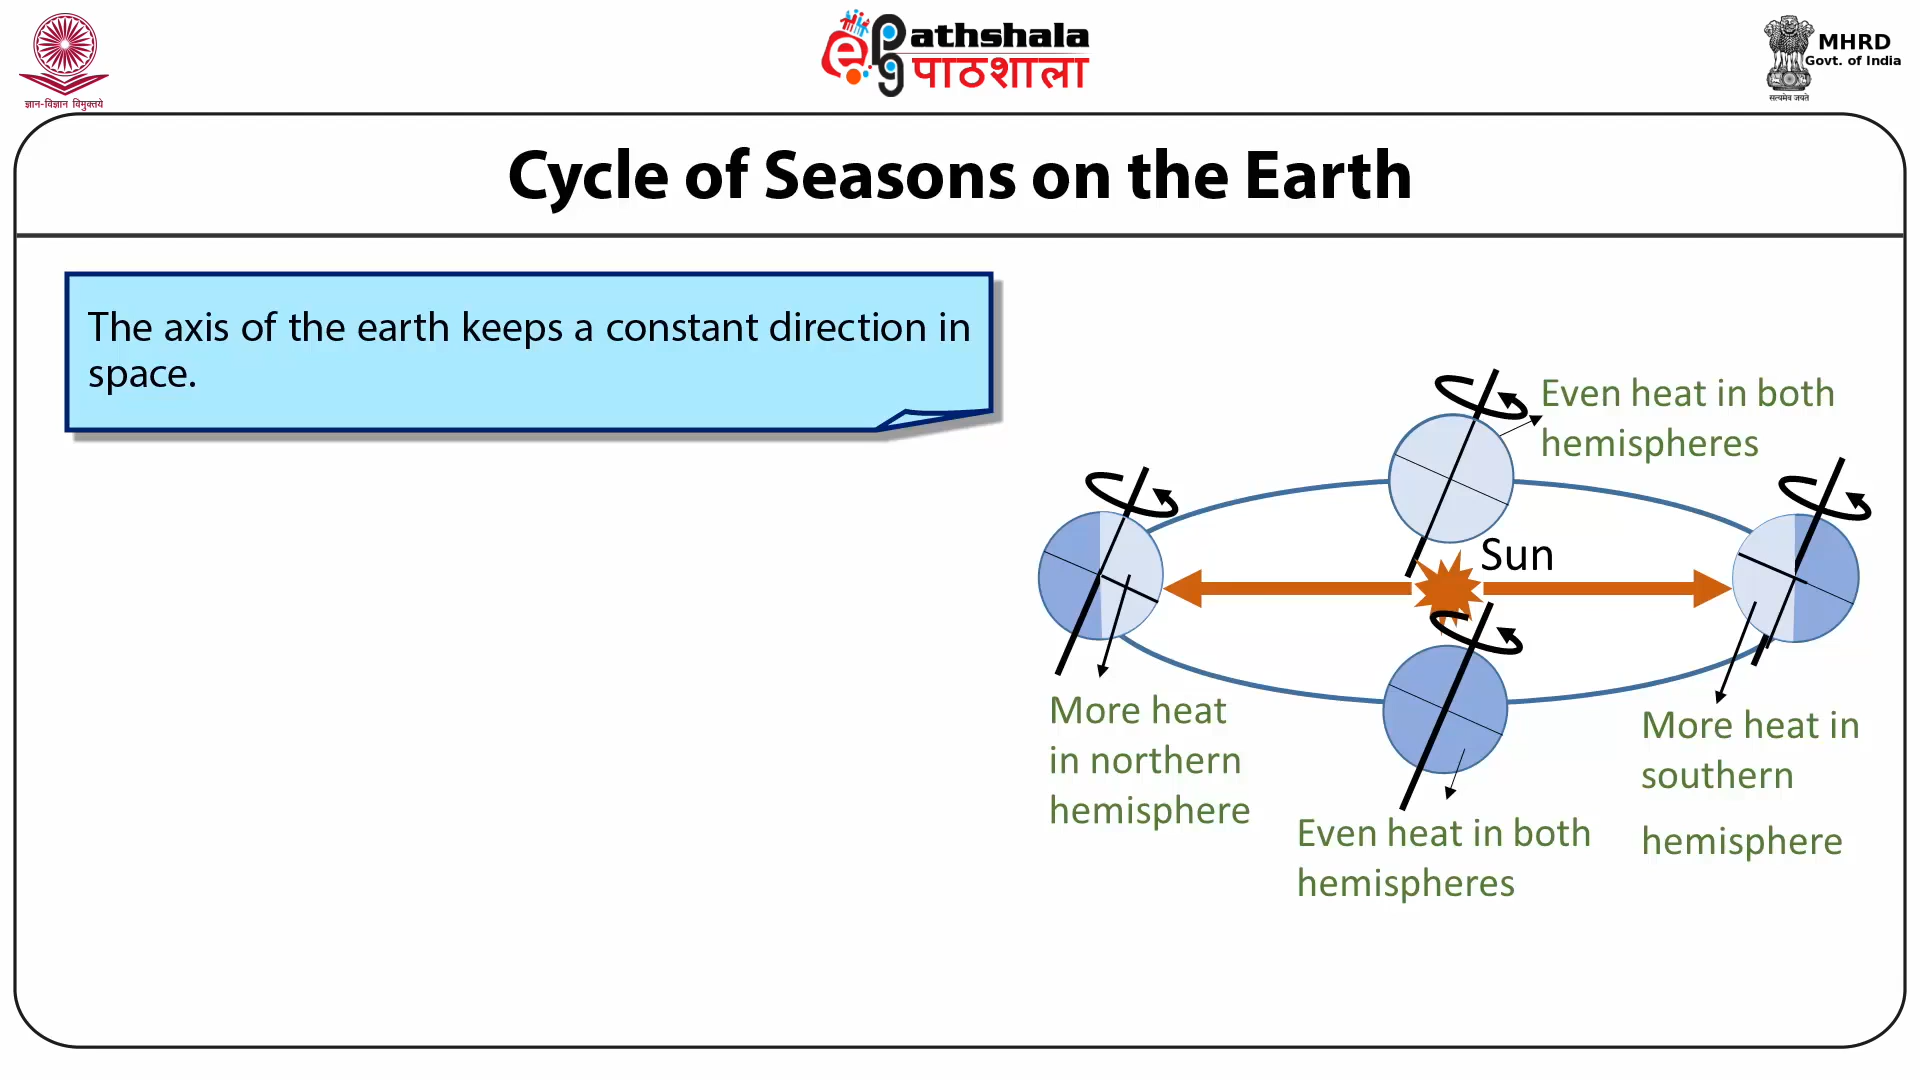 ज्ञान-विज्ञान विमुक्तये
ePathshala
पाठशाला
MHRD
Govt. of India
सत्यमेव जयते
Cycle of Seasons on the Earth
The axis of the earth keeps a constant direction in
space.
Even heat in both
hemispheres
Sun
More heat
in northern
hemisphere
More heat in
southern
hemisphere
Even heat in both
hemispheres